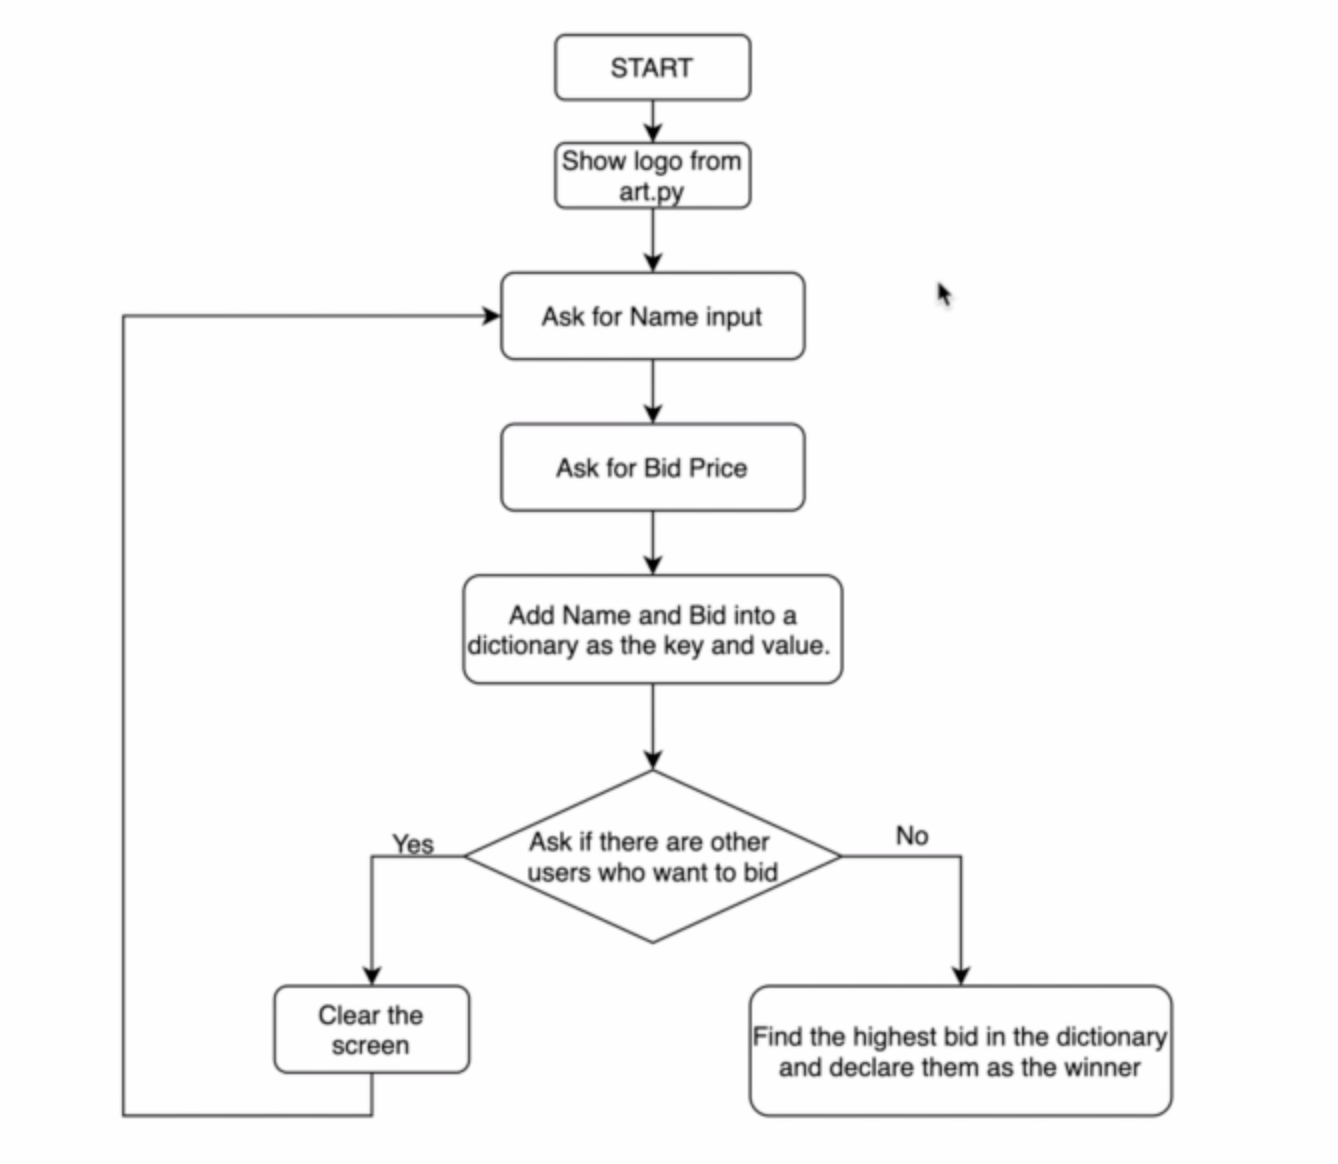 START
Show logo from
art.py
Ask for Name input
Ask for Bid Price
Add Name and Bid into a
dictionary as the key and value.
Ask if there are other
users who want to bid
Yes
No
Clear the
screen
Find the highest bid in the dictionary
and declare them as the winner